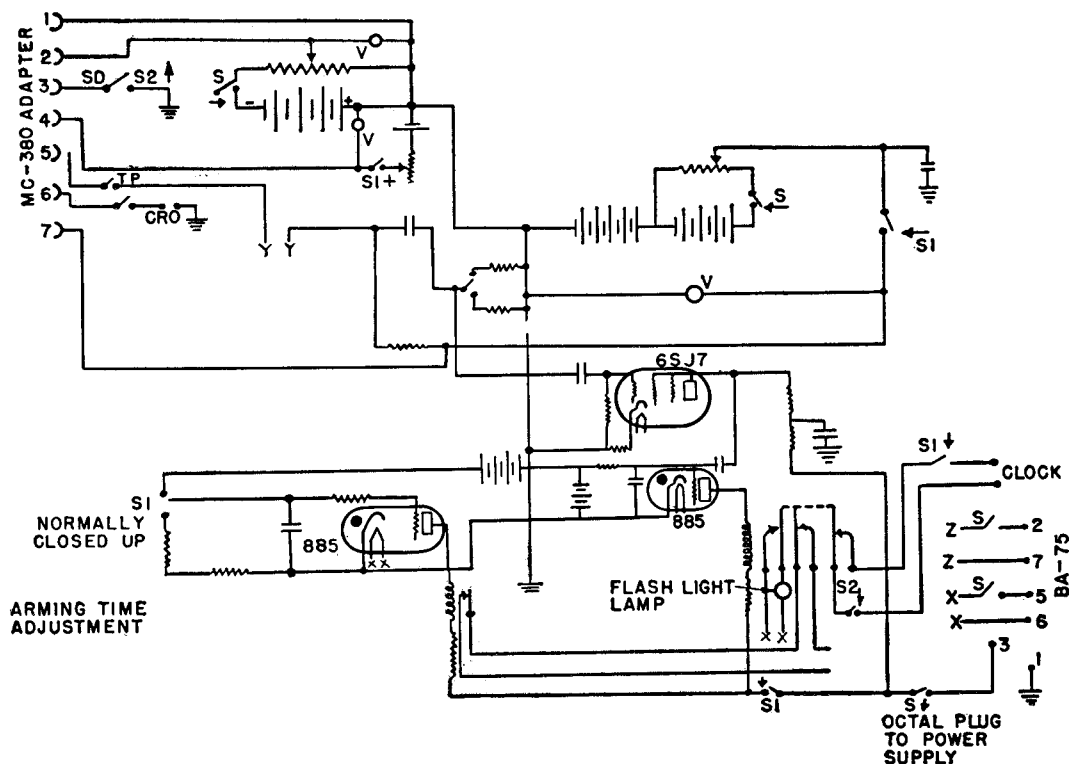 MC-380 ADAPTER
1
2
3
4
5
6
7
SD
S2
S
-
+
V
V
S1+
TP
CRO
Y Y
S
S1
V
6SJ7
S1
NORMALLY
CLOSED UP
885
X X
885
ARMING TIME
ADJUSTMENT
FLASH LIGHT
LAMP
X X
S2
S1
CLOCK
Z S 2
Z 7
X S 5
X 6
3
1
BA-75
S1
S
OCTAL PLUG
TO POWER
SUPPLY